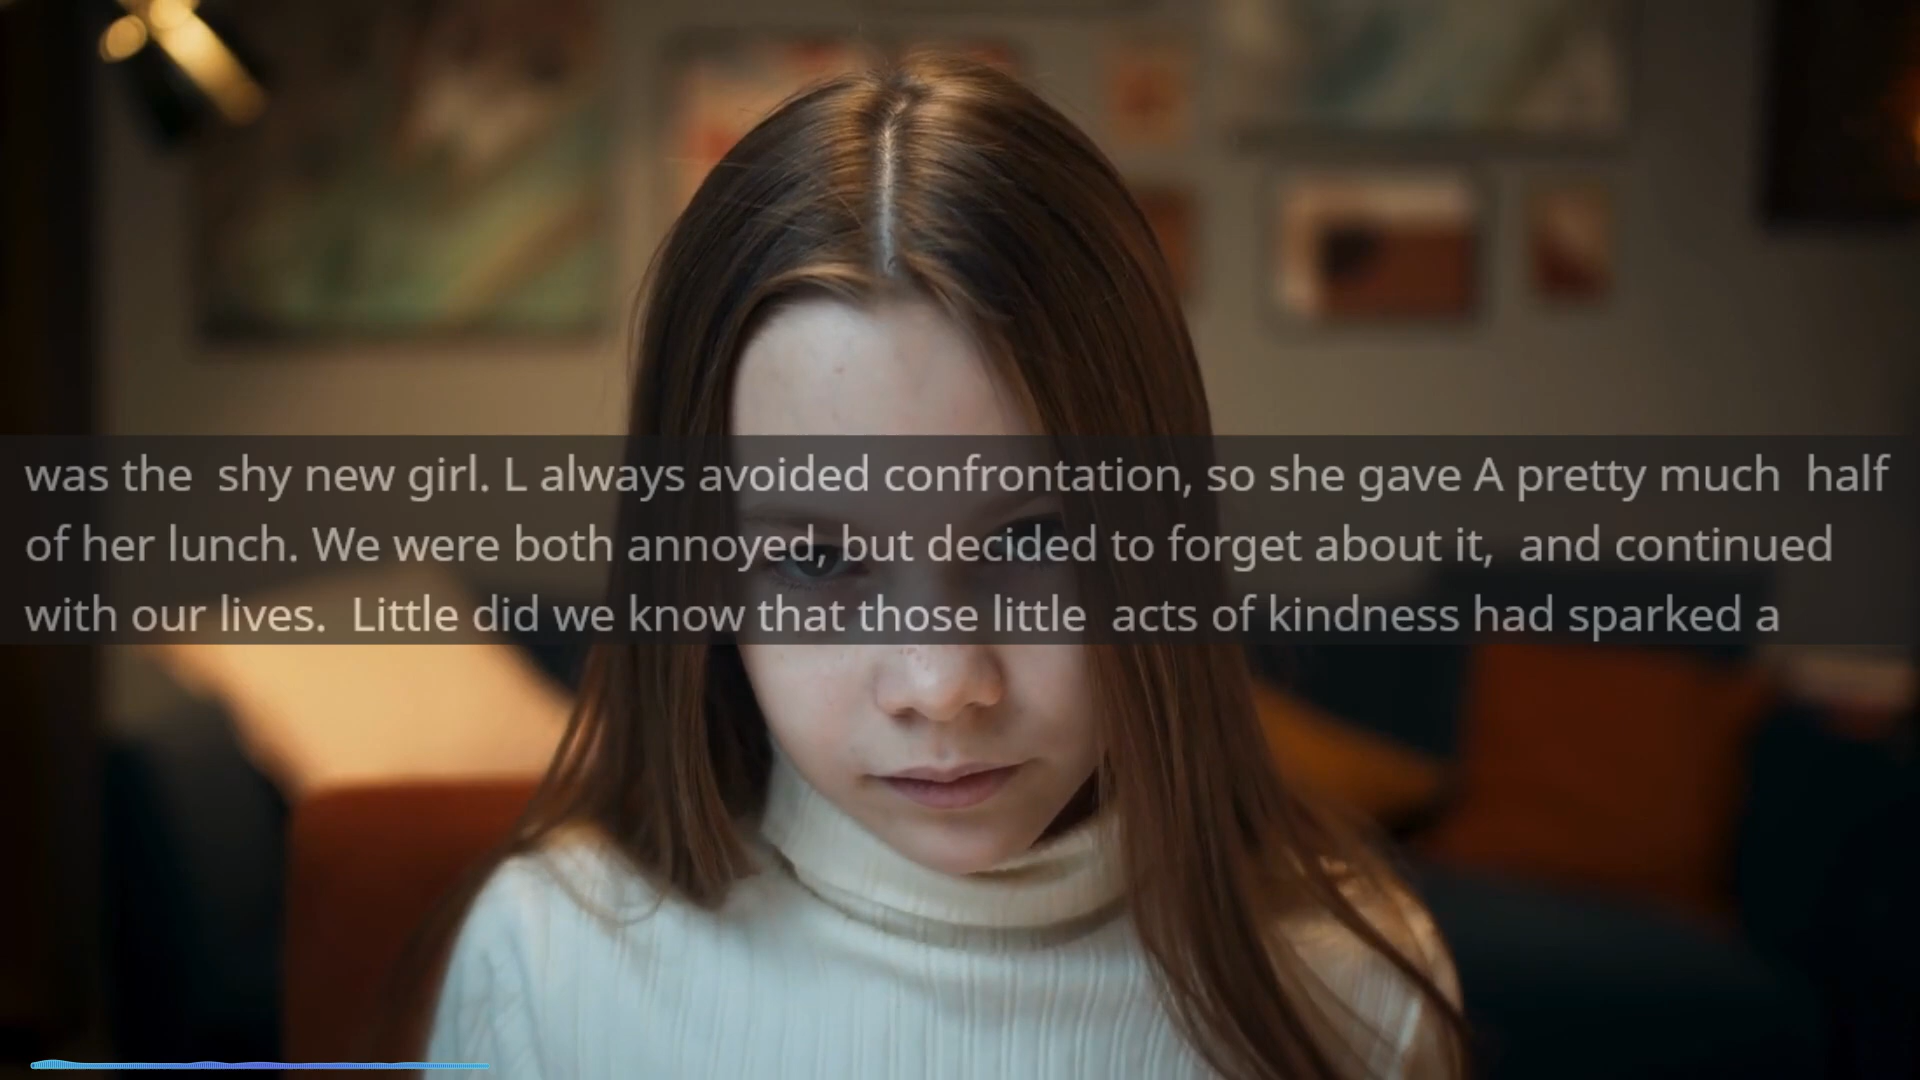 was the  shy new girl. L always avoided confrontation, so she gave A pretty much  half
of her lunch. We were both annoyed, but decided to forget about it,  and continued
with our lives.  Little did we know that those little  acts of kindness had sparked a